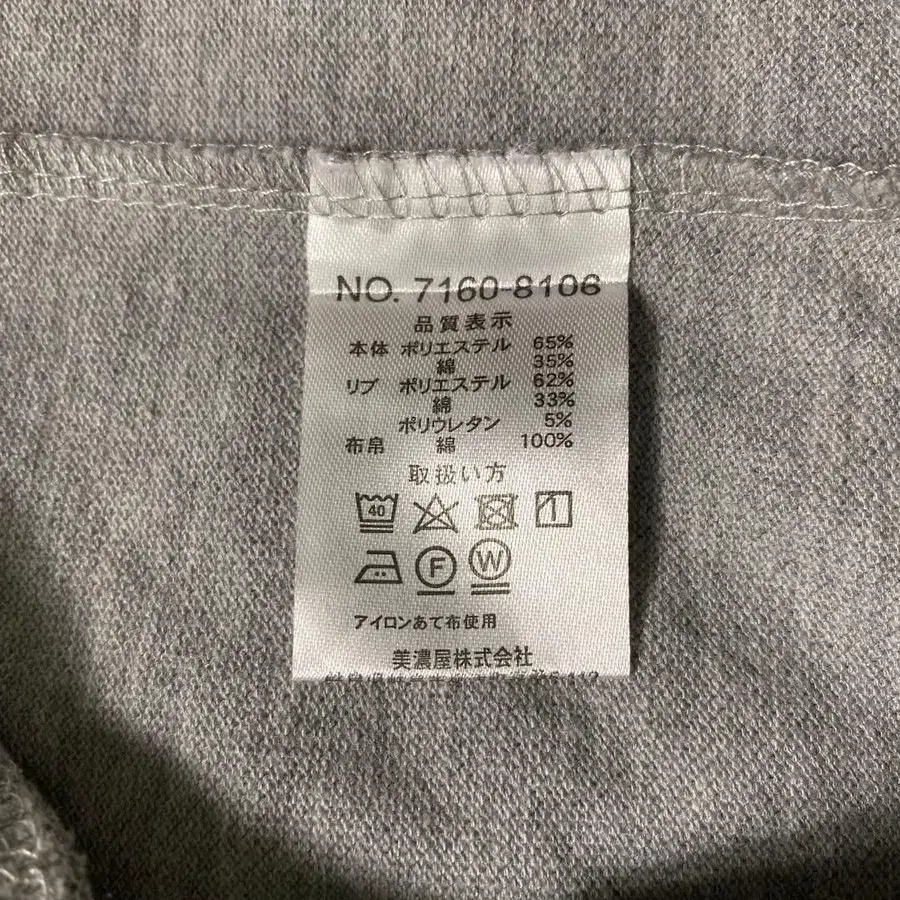 NO. 7160-8106
品質表示
本体 ポリエステル 65%
綿 35%
リブ ポリエステル 62%
綿 33%
ポリウレタン 5%
布帛 綿 100%
取扱い方
40
1
F W
アイロンあて布使用
美濃屋株式会社